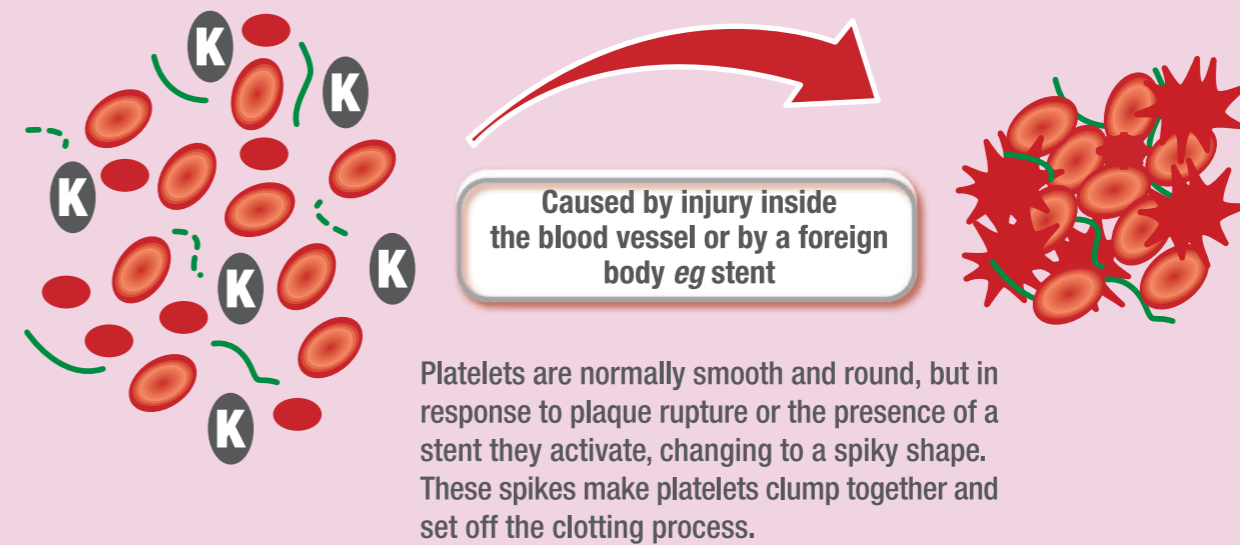 K
K
K
K
K
K
Caused by injury inside
the blood vessel or by a foreign
body eg stent
Platelets are normally smooth and round, but in
response to plaque rupture or the presence of a
stent they activate, changing to a spiky shape.
These spikes make platelets clump together and
set off the clotting process.